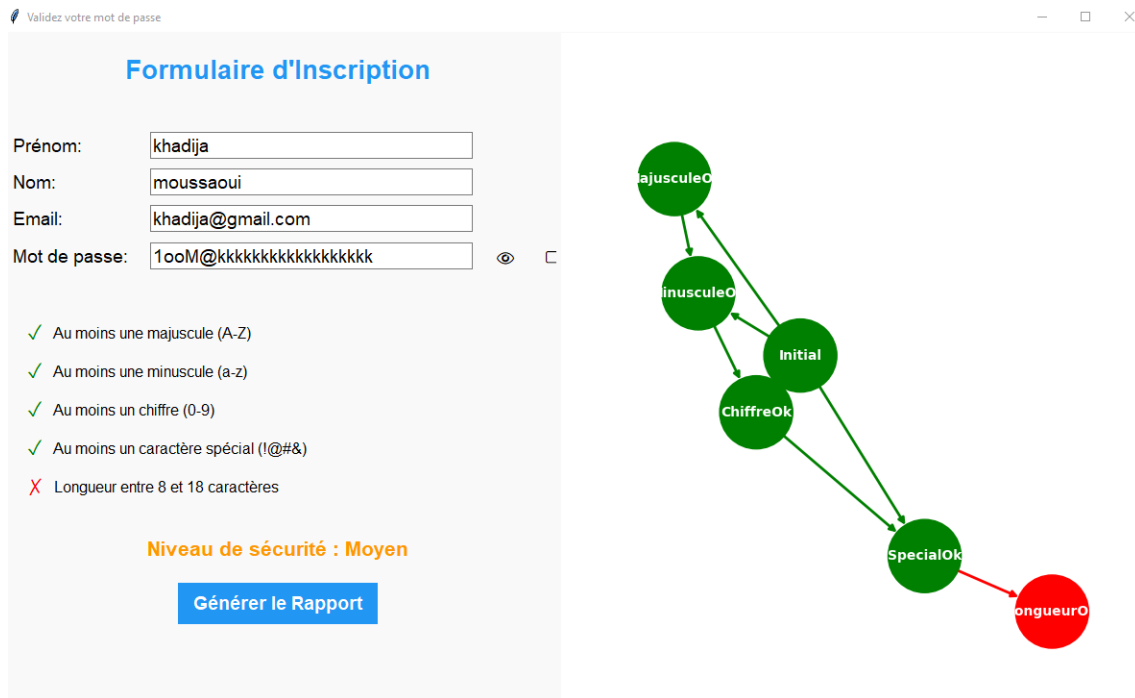 Validez votre mot de passe
Formulaire d'Inscription
Prénom: khadija
Nom: moussaoui
Email: khadija@gmail.com
Mot de passe: 1ooM@kkkkkkkkkkkkkkkkkk
✓ Au moins une majuscule (A-Z)
✓ Au moins une minuscule (a-z)
✓ Au moins un chiffre (0-9)
✓ Au moins un caractère spécial (!@#&)
✗ Longueur entre 8 et 18 caractères
Niveau de sécurité : Moyen
Générer le Rapport
ajusculeO
inusculeO
Initial
ChiffreOk
SpecialOk
ongueurO